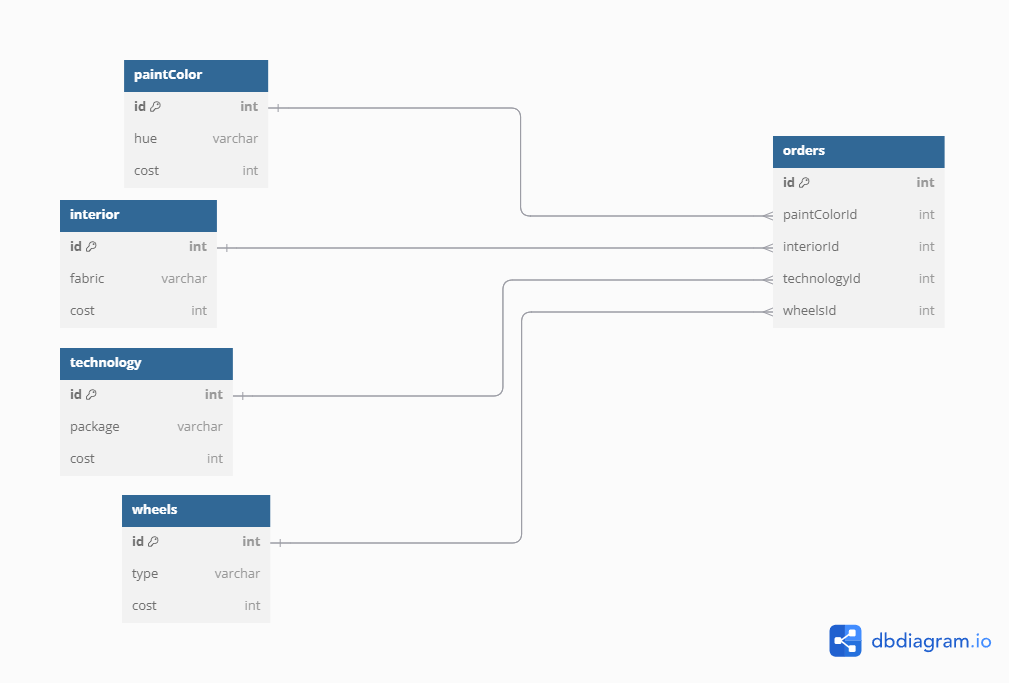 paintColor
id int
hue varchar
cost int
interior
id int
fabric varchar
cost int
technology
id int
package varchar
cost int
wheels
id int
type varchar
cost int
orders
id int
paintColorId int
interiorId int
technologyId int
wheelsId int
dbdiagram.io